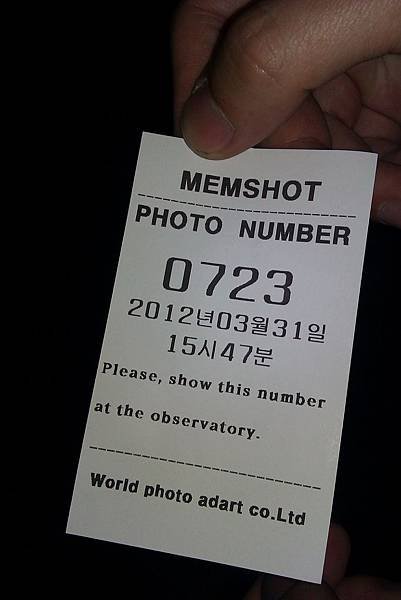 MEMSHOT
PHOTO NUMBER
0723
2012년03월31일
15시47분
Please, show this number
at the observatory.
World photo adart co.Ltd